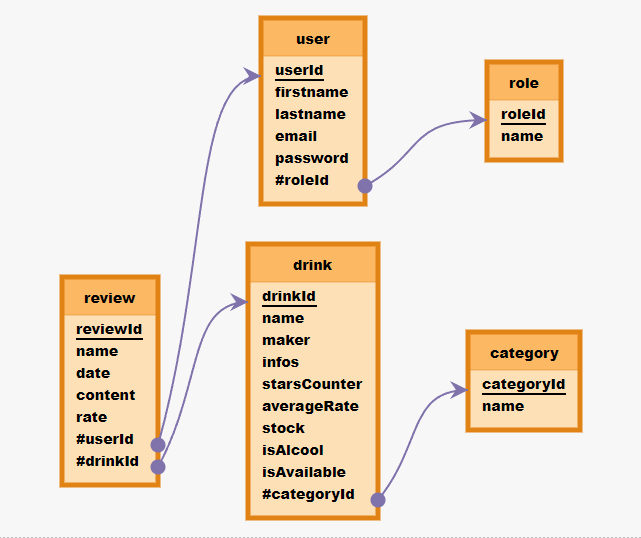 user
userId
firstname
lastname
email
password
#roleId
role
roleId
name
review
reviewId
name
date
content
rate
#userId
#drinkId
drink
drinkId
name
maker
infos
starsCounter
averageRate
stock
isAlcool
isAvailable
#categoryId
category
categoryId
name